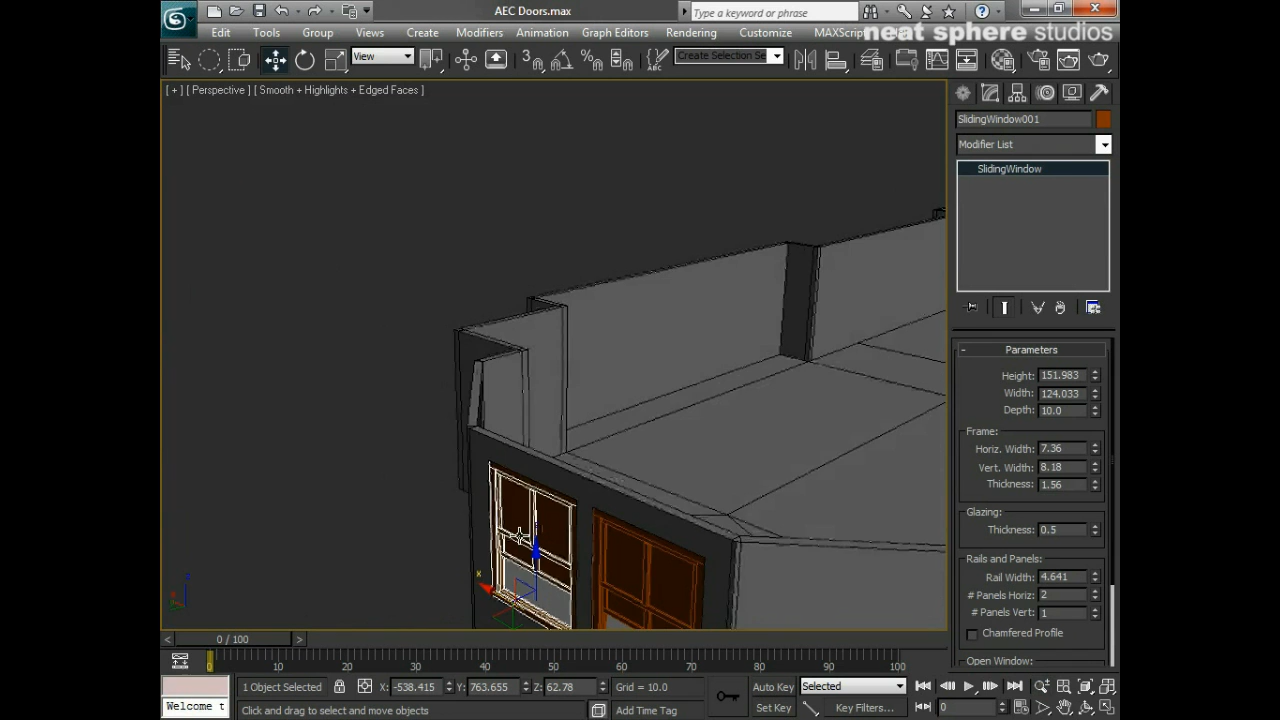 AEC Doors.max
Type a keyword or phrase
Edit Tools Group Views Create Modifiers Animation Graph Editors Rendering Customize MAXScrip
neat sphere studios
View
Create Selection Se
[ + ] [ Perspective ] [ Smooth + Highlights + Edged Faces ]
SlidingWindow001
Modifier List
SlidingWindow
Parameters
Height: 151.983
Width: 124.033
Depth: 10.0
Frame:
Horiz. Width: 7.36
Vert. Width: 8.18
Thickness: 1.56
Glazing:
Thickness: 0.5
Rails and Panels:
Rail Width: 4.641
# Panels Horiz: 2
# Panels Vert: 1
Chamfered Profile
Open Window:
x
z
0 / 100
0 10 20 30 40 50 60 70 80 90 100
1 Object Selected X: -538.415 Y: 763.655 Z: 62.78 Grid = 10.0 Auto Key Selected
Welcome t Click and drag to select and move objects Add Time Tag Set Key Key Filters... 0